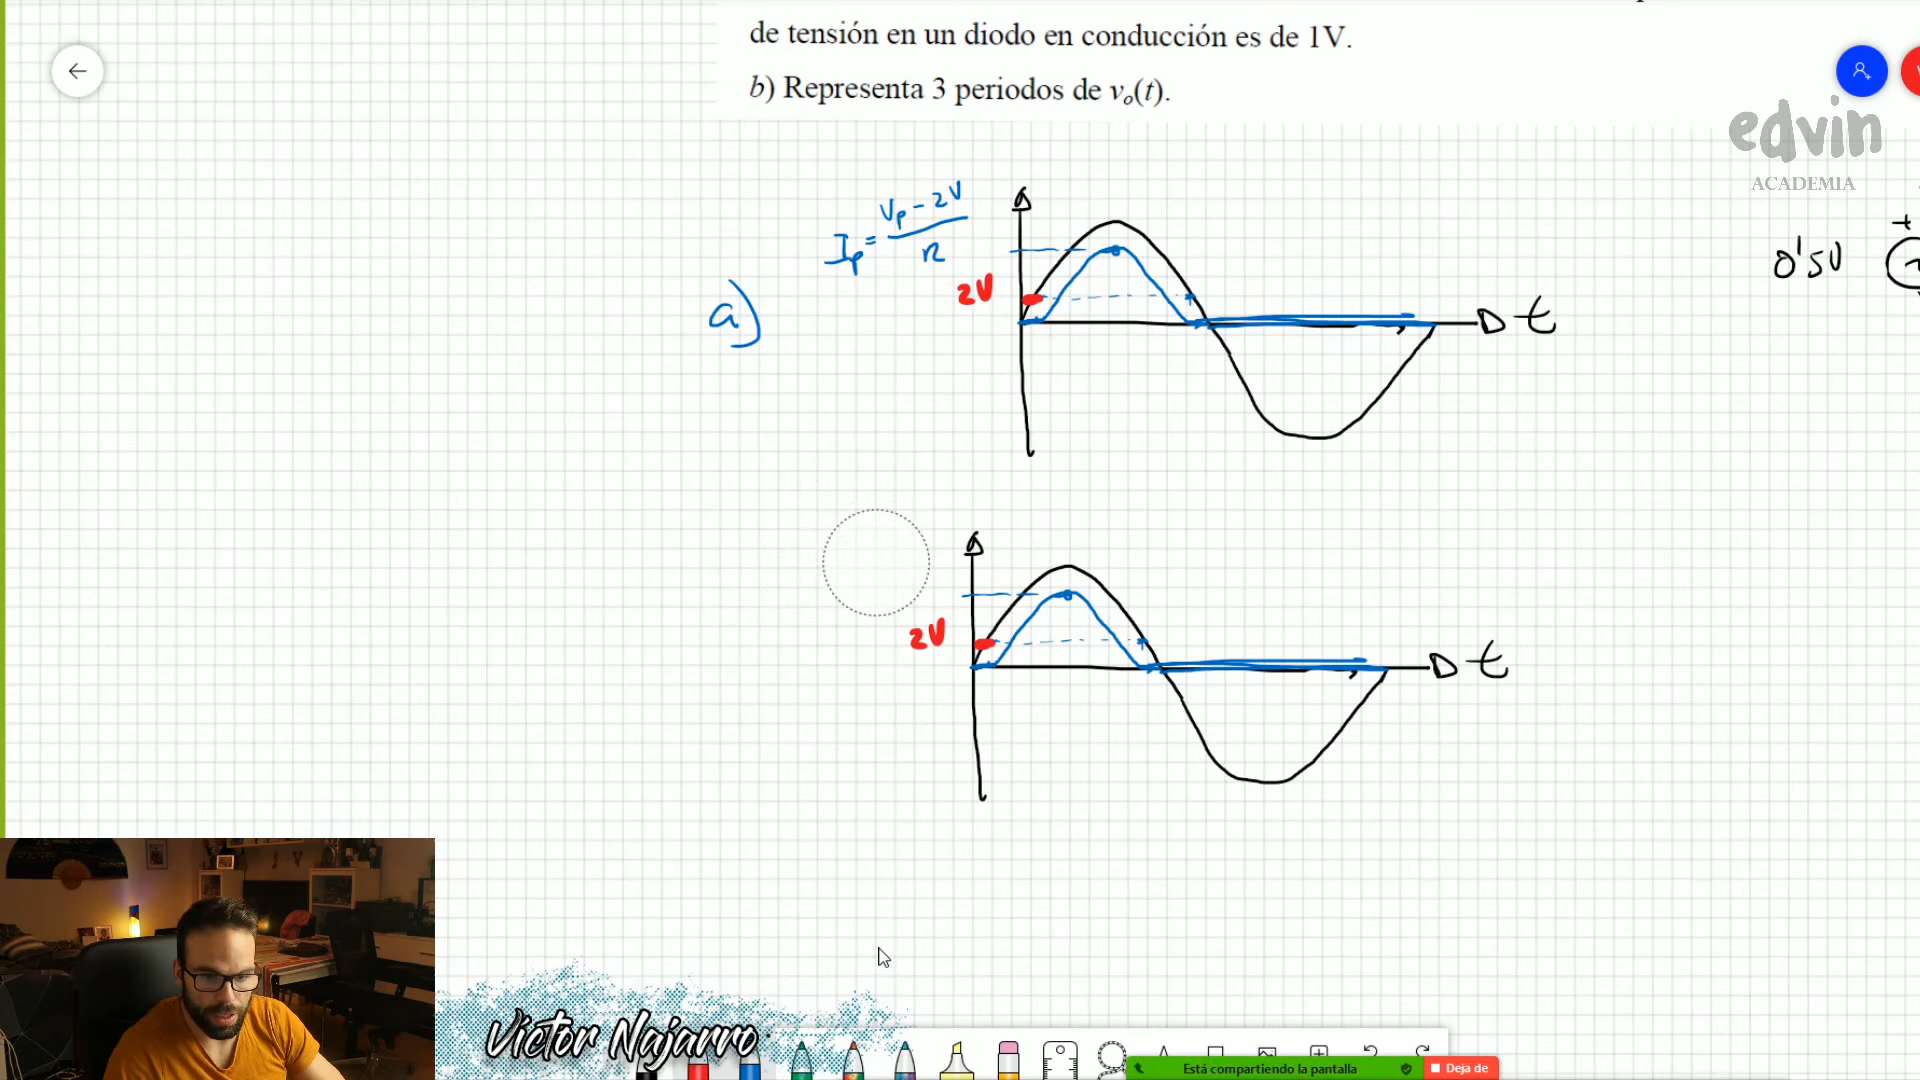 de tensión en un diodo en conducción es de 1V.
b) Representa 3 periodos de vo(t).
edvin
ACADEMIA
Ip = Vp - 2V / R
2V
a)
t
+
0'5V
2V
t
Víctor Najarro
Está compartiendo la pantalla
Deja de